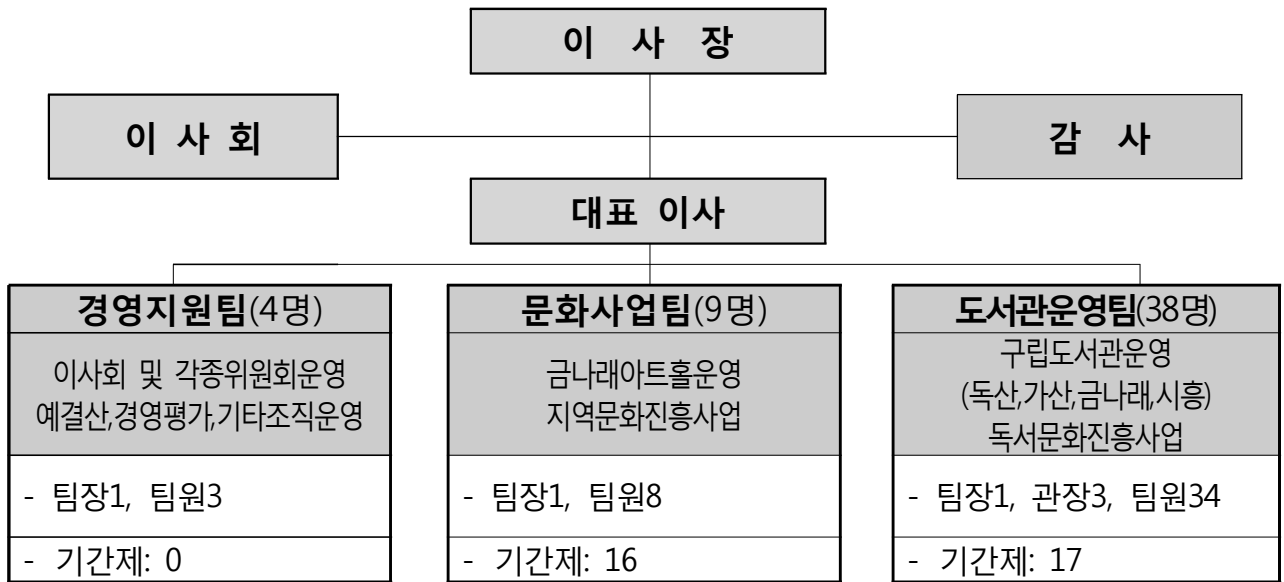 이 사 장
이 사 회
감 사
대표 이사
경영지원팀(4명)
이사회 및 각종위원회운영
예결산,경영평가,기타조직운영
- 팀장1, 팀원3
- 기간제: 0
문화사업팀(9명)
금나래아트홀운영
지역문화진흥사업
- 팀장1, 팀원8
- 기간제: 16
도서관운영팀(38명)
구립도서관운영
(독산,가산,금나래,시흥)
독서문화진흥사업
- 팀장1, 관장3, 팀원34
- 기간제: 17